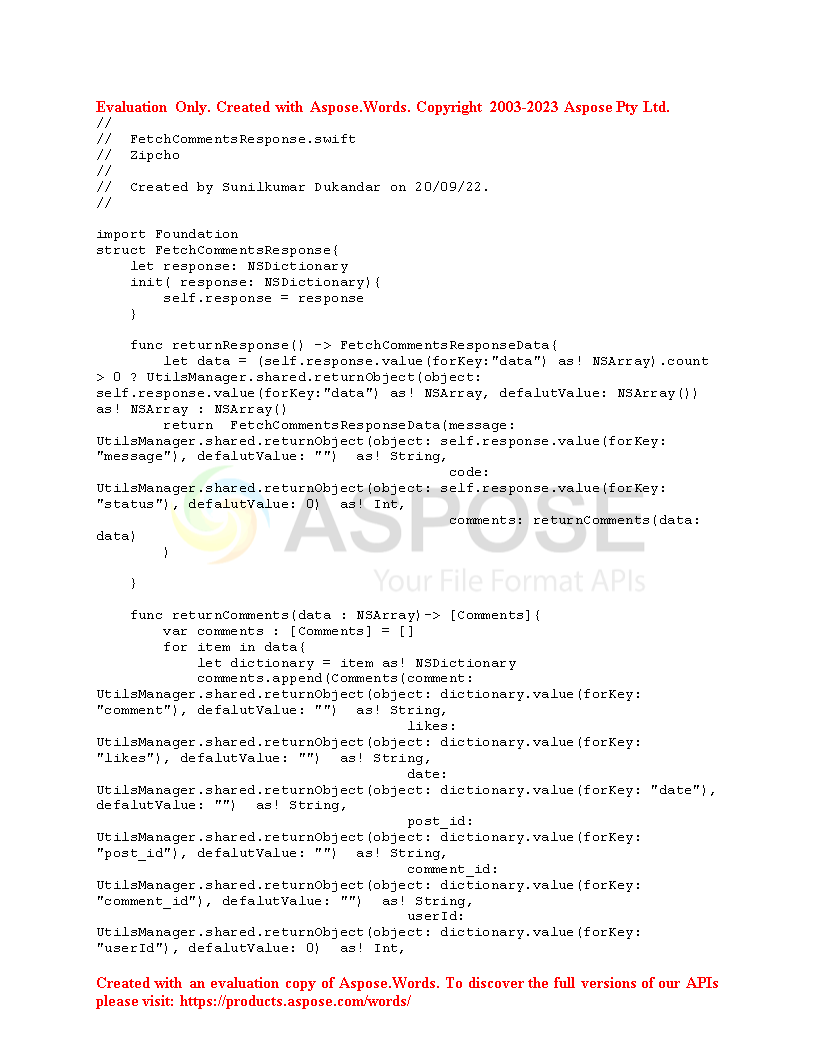 Evaluation Only. Created with Aspose.Words. Copyright 2003-2023 Aspose Pty Ltd.
//
//  FetchCommentsResponse.swift
//  Zipcho
//
//  Created by Sunilkumar Dukandar on 20/09/22.
//
import Foundation
struct FetchCommentsResponse{
    let response: NSDictionary
    init( response: NSDictionary){
        self.response = response
    }
    func returnResponse() -> FetchCommentsResponseData{
        let data = (self.response.value(forKey:"data") as! NSArray).count
> 0 ? UtilsManager.shared.returnObject(object:
self.response.value(forKey:"data") as! NSArray, defalutValue: NSArray())
as! NSArray : NSArray()
        return  FetchCommentsResponseData(message:
UtilsManager.shared.returnObject(object: self.response.value(forKey:
"message"), defalutValue: "")  as! String,
                                          code:
UtilsManager.shared.returnObject(object: self.response.value(forKey:
"status"), defalutValue: 0)  as! Int,
                                          comments: returnComments(data:
data)
        )
    }
    func returnComments(data : NSArray)-> [Comments]{
        var comments : [Comments] = []
        for item in data{
            let dictionary = item as! NSDictionary
            comments.append(Comments(comment:
UtilsManager.shared.returnObject(object: dictionary.value(forKey:
"comment"), defalutValue: "")  as! String,
                                     likes:
UtilsManager.shared.returnObject(object: dictionary.value(forKey:
"likes"), defalutValue: "")  as! String,
                                     date:
UtilsManager.shared.returnObject(object: dictionary.value(forKey: "date"),
defalutValue: "")  as! String,
                                     post_id:
UtilsManager.shared.returnObject(object: dictionary.value(forKey:
"post_id"), defalutValue: "")  as! String,
                                     comment_id:
UtilsManager.shared.returnObject(object: dictionary.value(forKey:
"comment_id"), defalutValue: "")  as! String,
                                     userId:
UtilsManager.shared.returnObject(object: dictionary.value(forKey:
"userId"), defalutValue: 0)  as! Int,
ASPOSE
Your File Format APIs
Created with an evaluation copy of Aspose.Words. To discover the full versions of our APIs
please visit: https://products.aspose.com/words/